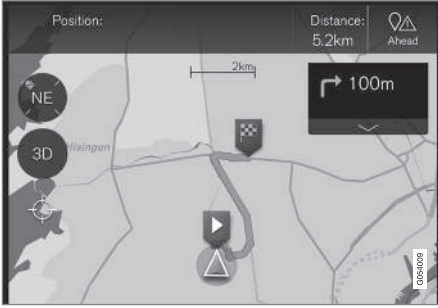 Position:
Distance:
5.2km
Ahead
2km
100m
NE
3D
Hisingen
G054009